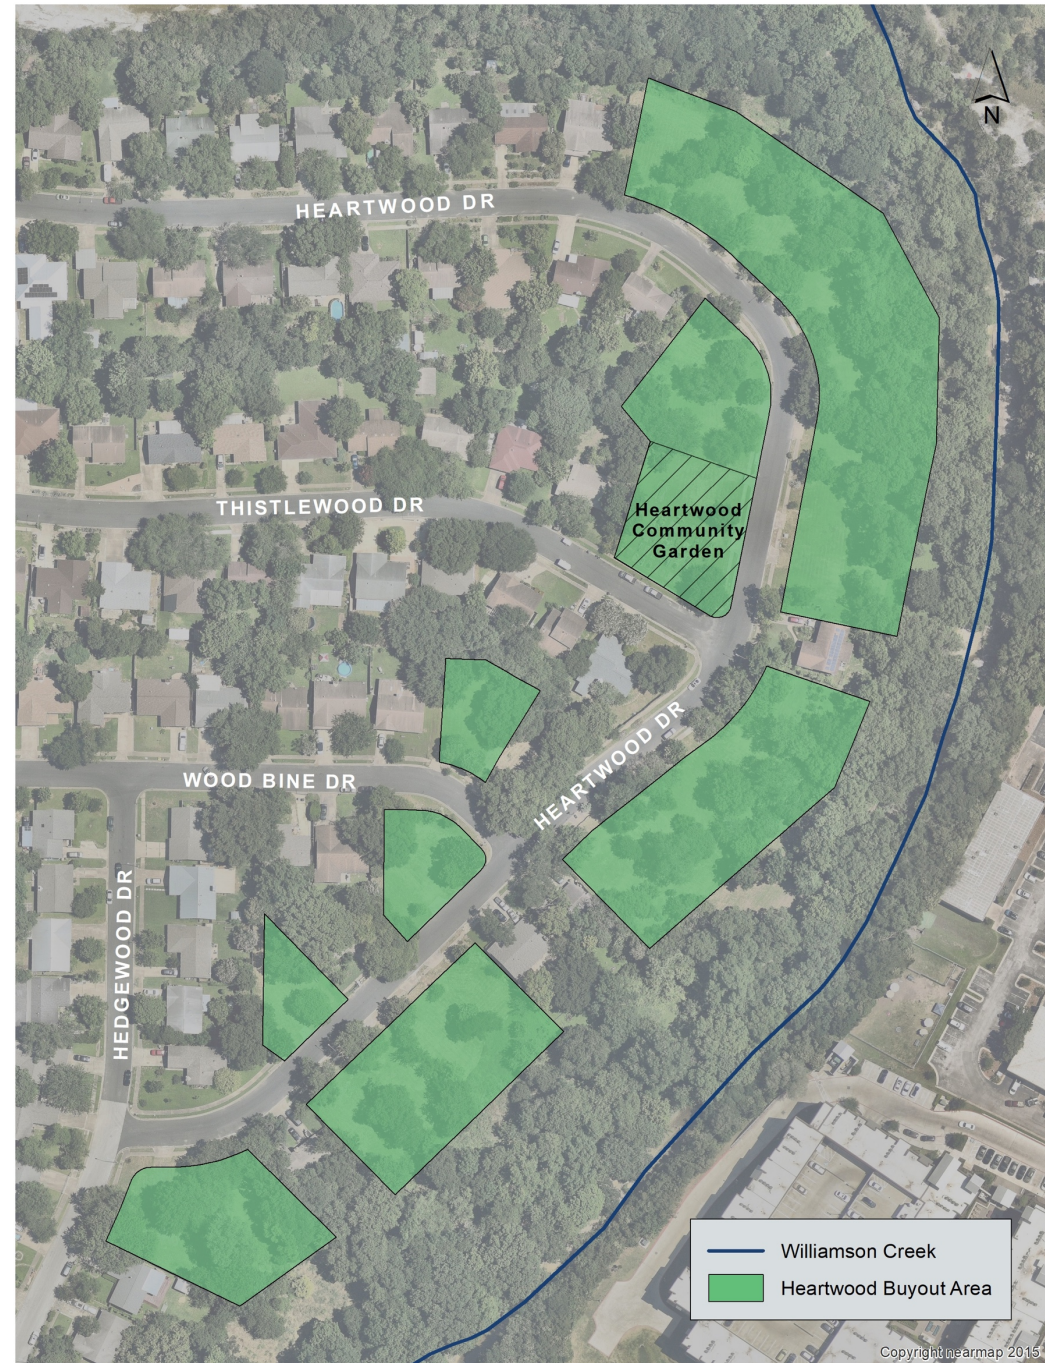 N
HEARTWOOD DR
THISTLEWOOD DR
Heartwood
Community
Garden
HEARTWOOD DR
WOOD BINE DR
HEDGEWOOD DR
Williamson Creek
Heartwood Buyout Area
Copyright nearmap 2015